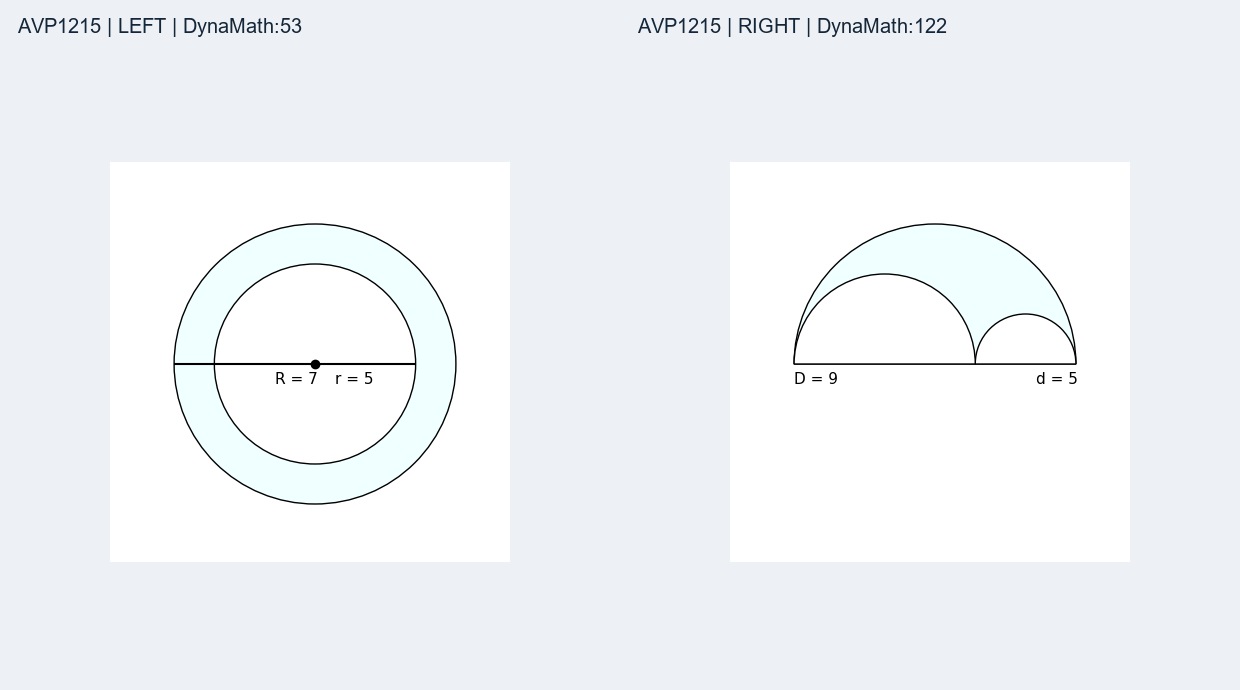 AVP1215 | LEFT | DynaMath:53
AVP1215 | RIGHT | DynaMath:122
R = 7
r = 5
D = 9
d = 5